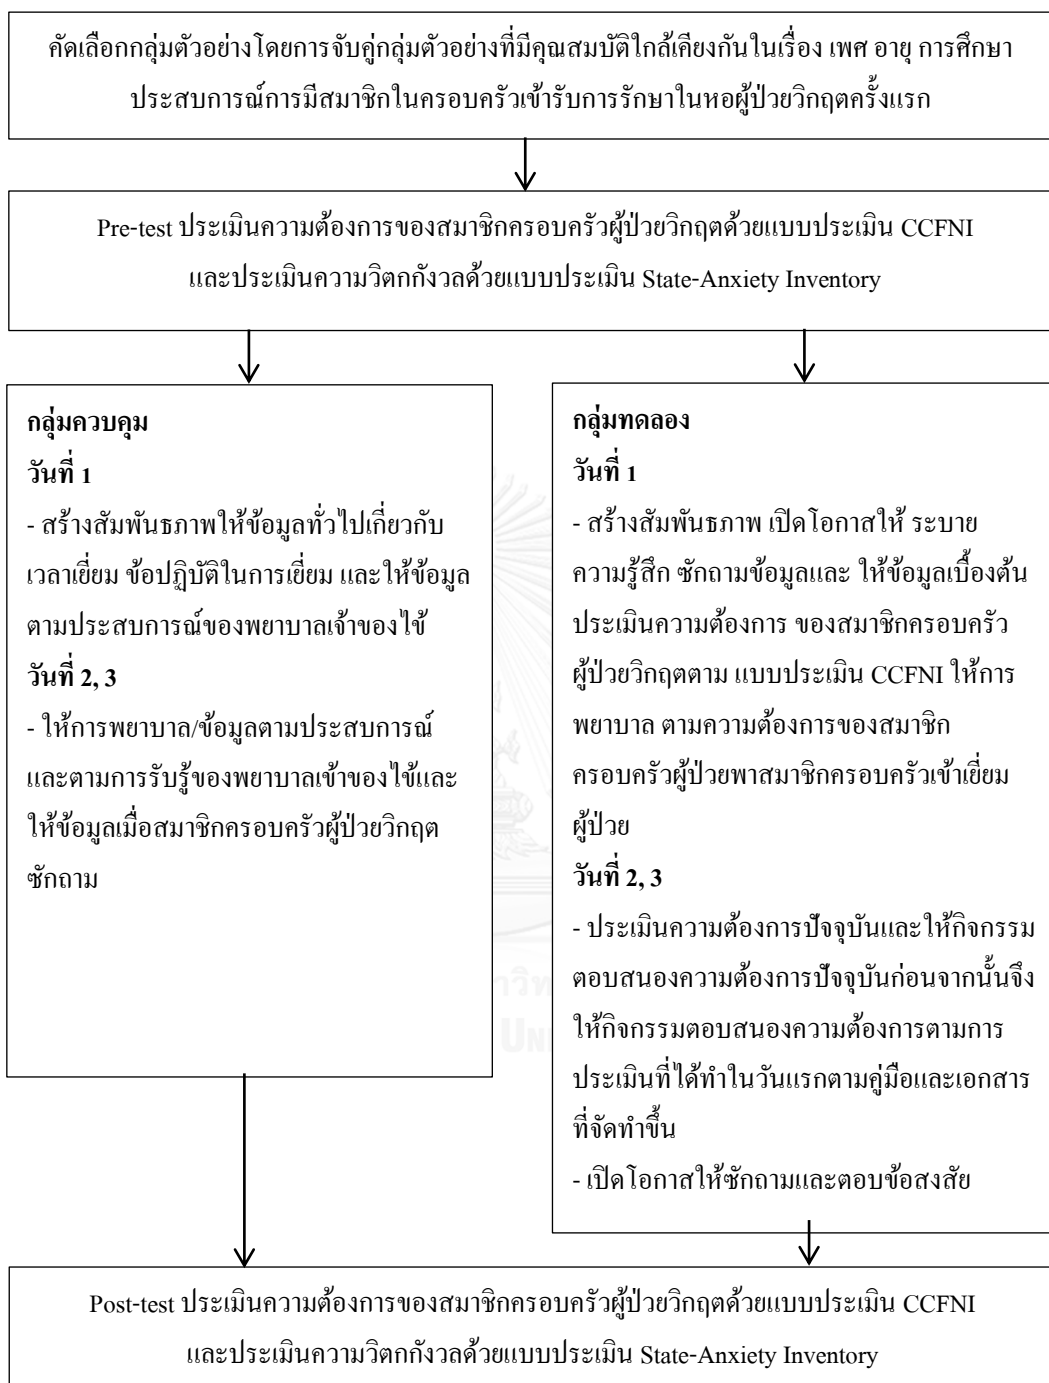 คัดเลือกกลุ่มตัวอย่างโดยการจับคู่กลุ่มตัวอย่างที่มีคุณสมบัติใกล้เคียงกันในเรื่อง เพศ อายุ การศึกษา
ประสบการณ์การมีสมาชิกในครอบครัวเข้ารับการรักษาในหอผู้ป่วยวิกฤตครั้งแรก
Pre-test ประเมินความต้องการของสมาชิกครอบครัวผู้ป่วยวิกฤตด้วยแบบประเมิน CCFNI
และประเมินความวิตกกังวลด้วยแบบประเมิน State-Anxiety Inventory
กลุ่มควบคุม
วันที่ 1
- สร้างสัมพันธภาพให้ข้อมูลทั่วไปเกี่ยวกับ
เวลาเยี่ยม ข้อปฏิบัติในการเยี่ยม และให้ข้อมูล
ตามประสบการณ์ของพยาบาลเจ้าของไข้
วันที่ 2, 3
- ให้การพยาบาล/ข้อมูลตามประสบการณ์
และตามการรับรู้ของพยาบาลเข้าของไข้และ
ให้ข้อมูลเมื่อสมาชิกครอบครัวผู้ป่วยวิกฤต
ซักถาม
กลุ่มทดลอง
วันที่ 1
- สร้างสัมพันธภาพ เปิดโอกาสให้ ระบาย
ความรู้สึก ซักถามข้อมูลและ ให้ข้อมูลเบื้องต้น
ประเมินความต้องการ ของสมาชิกครอบครัว
ผู้ป่วยวิกฤตตาม แบบประเมิน CCFNI ให้การ
พยาบาล ตามความต้องการของสมาชิก
ครอบครัวผู้ป่วยพาสมาชิกครอบครัวเข้าเยี่ยม
ผู้ป่วย
วันที่ 2, 3
- ประเมินความต้องการปัจจุบันและให้กิจกรรม
ตอบสนองความต้องการปัจจุบันก่อนจากนั้นจึง
ให้กิจกรรมตอบสนองความต้องการตามการ
ประเมินที่ได้ทำในวันแรกตามคู่มือและเอกสาร
ที่จัดทำขึ้น
- เปิดโอกาสให้ซักถามและตอบข้อสงสัย
Post-test ประเมินความต้องการของสมาชิกครอบครัวผู้ป่วยวิกฤตด้วยแบบประเมิน CCFNI
และประเมินความวิตกกังวลด้วยแบบประเมิน State-Anxiety Inventory